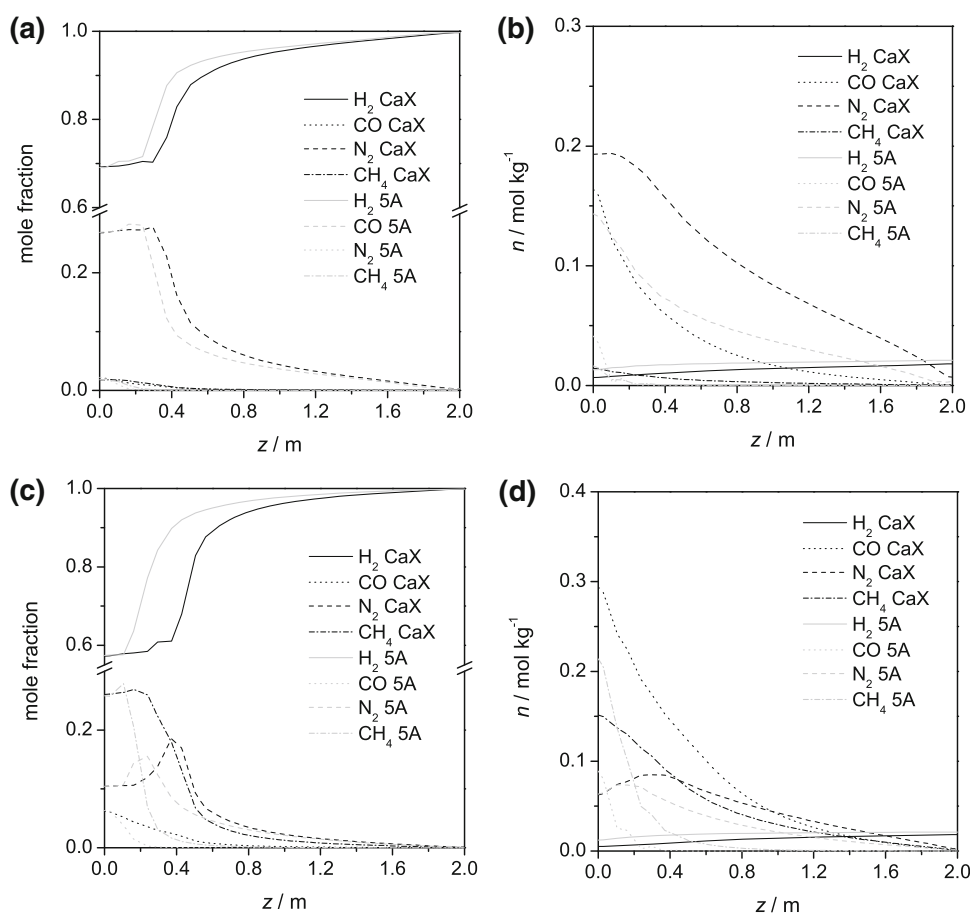 (a)
1.0
0.8
0.6
0.2
0.0
mole fraction
0.0 0.4 0.8 1.2 1.6 2.0
z / m
H2 CaX
CO CaX
N2 CaX
CH4 CaX
H2 5A
CO 5A
N2 5A
CH4 5A
(b)
0.3
0.2
0.1
0.0
n / mol kg-1
0.0 0.4 0.8 1.2 1.6 2.0
z / m
H2 CaX
CO CaX
N2 CaX
CH4 CaX
H2 5A
CO 5A
N2 5A
CH4 5A
(c)
1.0
0.8
0.6
0.2
0.0
mole fraction
0.0 0.4 0.8 1.2 1.6 2.0
z / m
H2 CaX
CO CaX
N2 CaX
CH4 CaX
H2 5A
CO 5A
N2 5A
CH4 5A
(d)
0.4
0.3
0.2
0.1
0.0
n / mol kg-1
0.0 0.4 0.8 1.2 1.6 2.0
z / m
H2 CaX
CO CaX
N2 CaX
CH4 CaX
H2 5A
CO 5A
N2 5A
CH4 5A